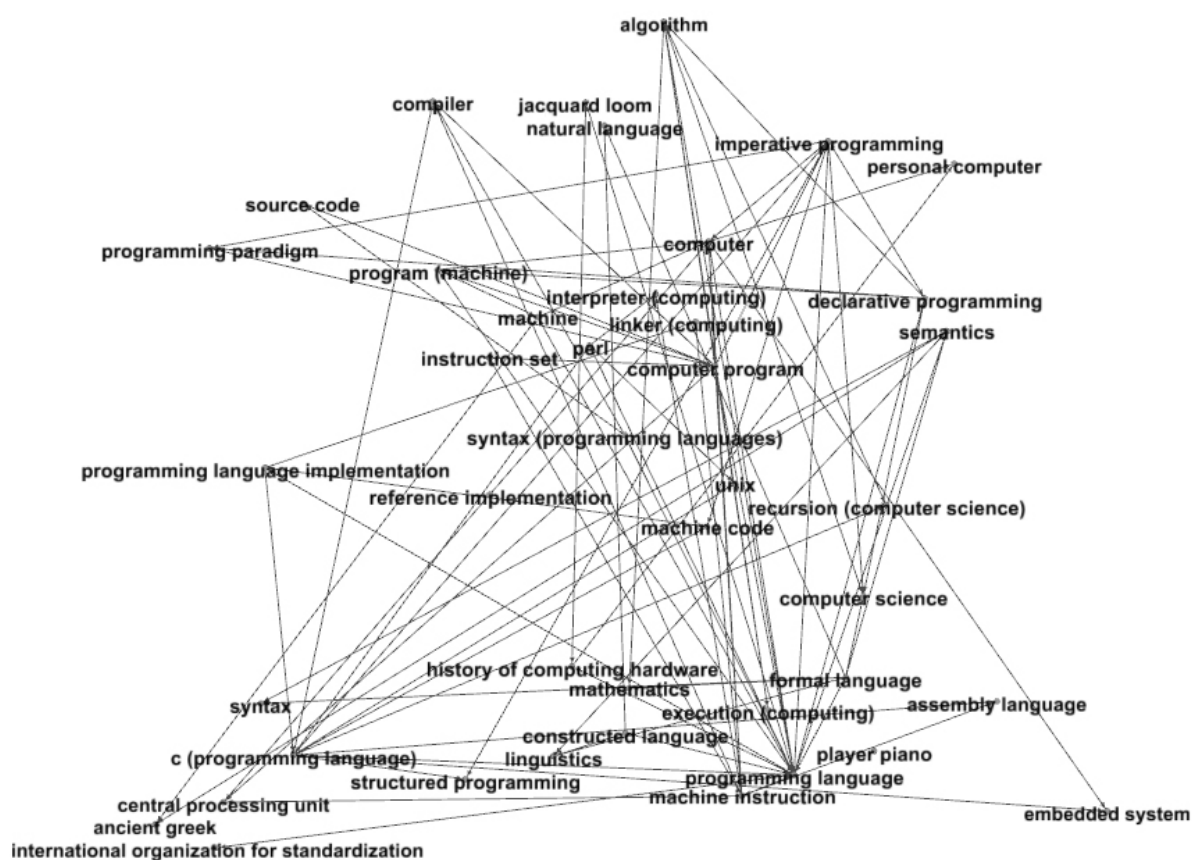 algorithm
compiler
jacquard loom
natural language
imperative programming
personal computer
source code
programming paradigm
computer
program (machine)
interpreter (computing)
declarative programming
machine
linker (computing)
semantics
perl
instruction set
computer program
syntax (programming languages)
programming language implementation
unix
reference implementation
recursion (computer science)
machine code
computer science
history of computing hardware
formal language
mathematics
syntax
assembly language
execution (computing)
constructed language
player piano
c (programming language)
linguistics
programming language
structured programming
machine instruction
central processing unit
embedded system
ancient greek
international organization for standardization